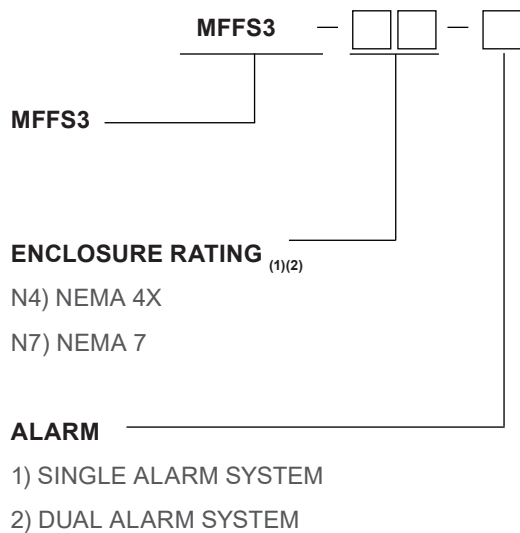 MFFS3 — □□ — □
MFFS3
ENCLOSURE RATING (1)(2)
N4) NEMA 4X
N7) NEMA 7
ALARM
1) SINGLE ALARM SYSTEM
2) DUAL ALARM SYSTEM